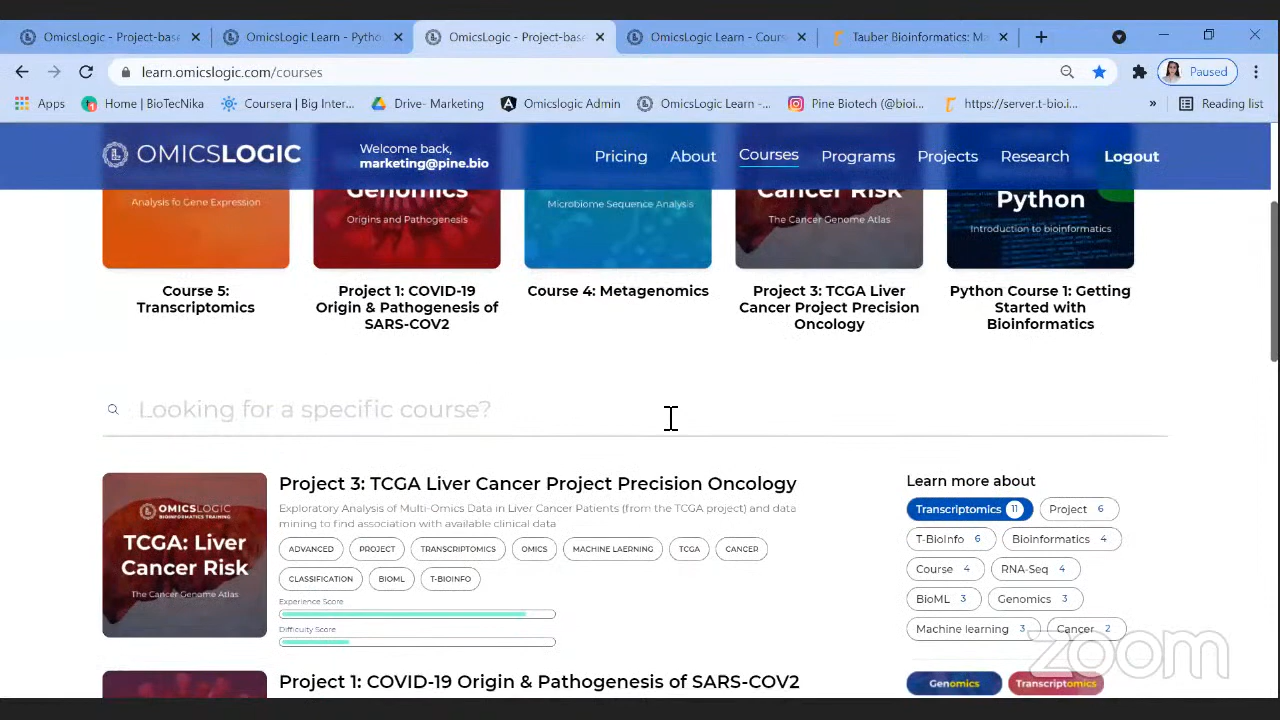 OmicsLogic - Project-base
OmicsLogic Learn - Pytho
OmicsLogic - Project-base
OmicsLogic Learn - Cours
Tauber Bioinformatics: Ma
learn.omicslogic.com/courses
Paused
Apps
Home | BioTecNika
Coursera | Big Inter...
Drive- Marketing
Omicslogic Admin
OmicsLogic Learn -...
Pine Biotech (@bioi...
https://server.t-bio.i...
»
Reading list
OMICSLOGIC
Welcome back,
marketing@pine.bio
Pricing
About
Courses
Programs
Projects
Research
Logout
Analysis fo Gene Expression
Genomics
Origins and Pathogenesis
Microbiome Sequence Analysis
Cancer Risk
The Cancer Genome Atlas
Python
Introduction to bioinformatics
Course 5:
Transcriptomics
Project 1: COVID-19
Origin & Pathogenesis of
SARS-COV2
Course 4: Metagenomics
Project 3: TCGA Liver
Cancer Project Precision
Oncology
Python Course 1: Getting
Started with
Bioinformatics
Looking for a specific course?
OMICSLOGIC
BIOINFORMATICS TRAINING
TCGA: Liver
Cancer Risk
The Cancer Genome Atlas
Project 3: TCGA Liver Cancer Project Precision Oncology
Exploratory Analysis of Multi-Omics Data in Liver Cancer Patients (from the TCGA project) and data
mining to find association with available clinical data
ADVANCED
PROJECT
TRANSCRIPTOMICS
OMICS
MACHINE LAERNING
TCGA
CANCER
CLASSIFICATION
BIOML
T-BIOINFO
Experience Score
Difficulty Score
Learn more about
Transcriptomics 11
Project 6
T-BioInfo 6
Bioinformatics 4
Course 4
RNA-Seq 4
BioML 3
Genomics 3
Machine learning 3
Cancer 2
zoom
Project 1: COVID-19 Origin & Pathogenesis of SARS-COV2
Genomics
Transcriptomics